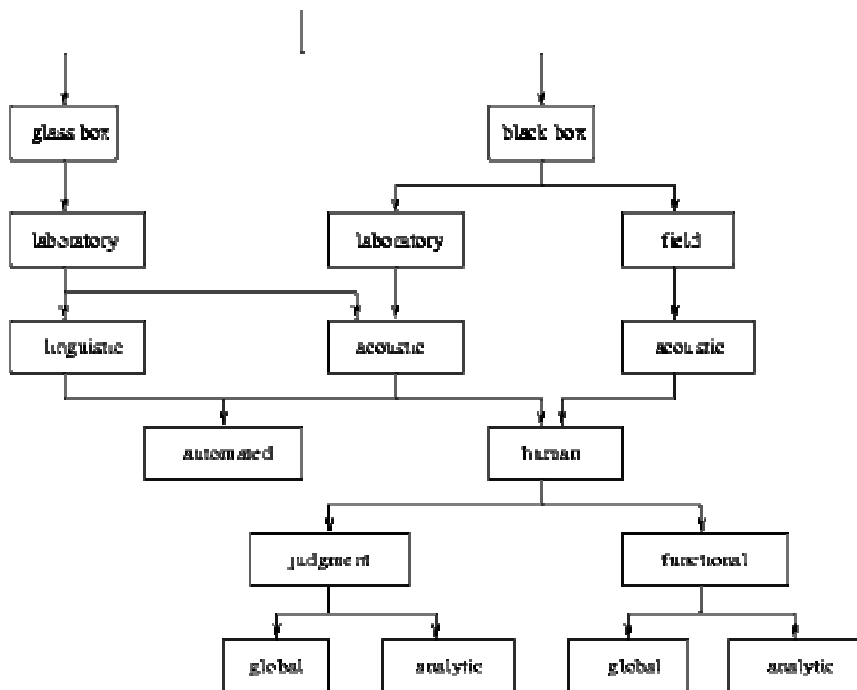 glass box
black box
laboratory
laboratory
field
linguistic
acoustic
acoustic
automated
human
judgment
functional
global
analytic
global
analytic